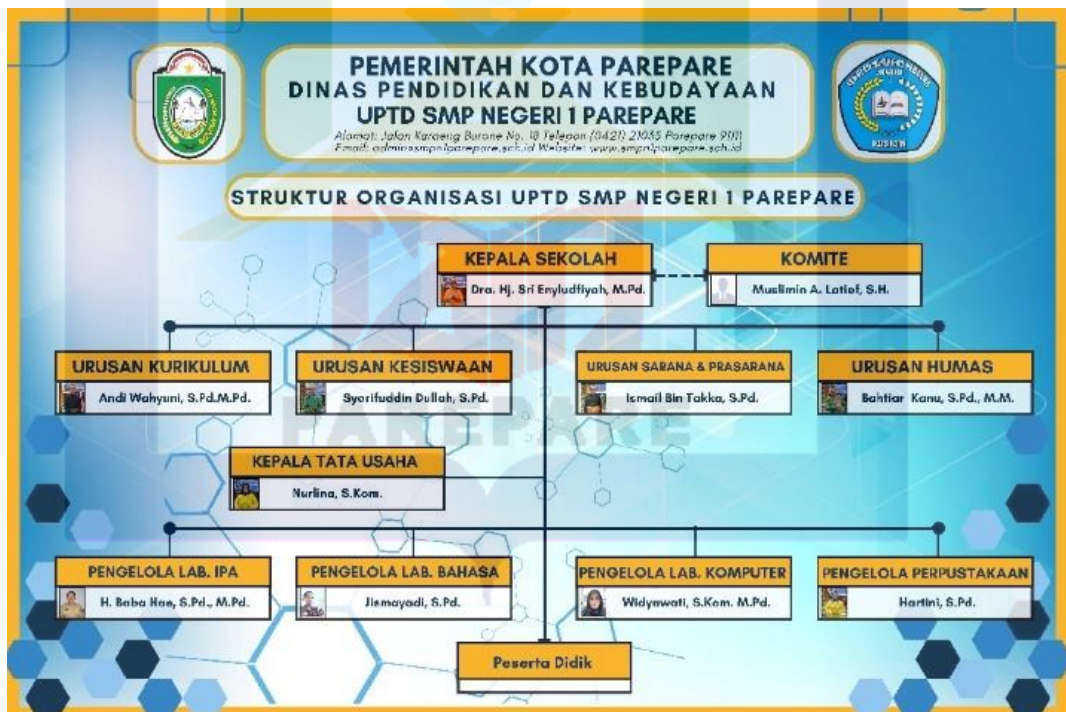 PEMERINTAH KOTA PAREPARE
DINAS PENDIDIKAN DAN KEBUDAYAAN
UPTD SMP NEGERI 1 PAREPARE
Alamat: Jalan Karaeng Burane No. 18 Telepon (0421) 21035 Parepare 91111
Email: admin@smpn1parepare.sch.id Website: www.smpn1parepare.sch.id
STRUKTUR ORGANISASI UPTD SMP NEGERI 1 PAREPARE
KEPALA SEKOLAH
Dra. Hj. Sri Enyludfiyah, M.Pd.
KOMITE
Muslimin A. Latief, S.H.
URUSAN KURIKULUM
Andi Wahyuni, S.Pd.M.Pd.
URUSAN KESISWAAN
Syarifuddin Dullah, S.Pd.
URUSAN SARANA & PRASARANA
Ismail Bin Takka, S.Pd.
URUSAN HUMAS
Bahtiar Kanu, S.Pd., M.M.
PAREPARE
KEPALA TATA USAHA
Nurlina, S.Kom.
PENGELOLA LAB. IPA
H. Baba Hae, S.Pd., M.Pd.
PENGELOLA LAB. BAHASA
Jismayadi, S.Pd.
PENGELOLA LAB. KOMPUTER
Widynwati, S.Kom. M.Pd.
PENGELOLA PERPUSTAKAAN
Hartini, S.Pd.
Peserta Didik